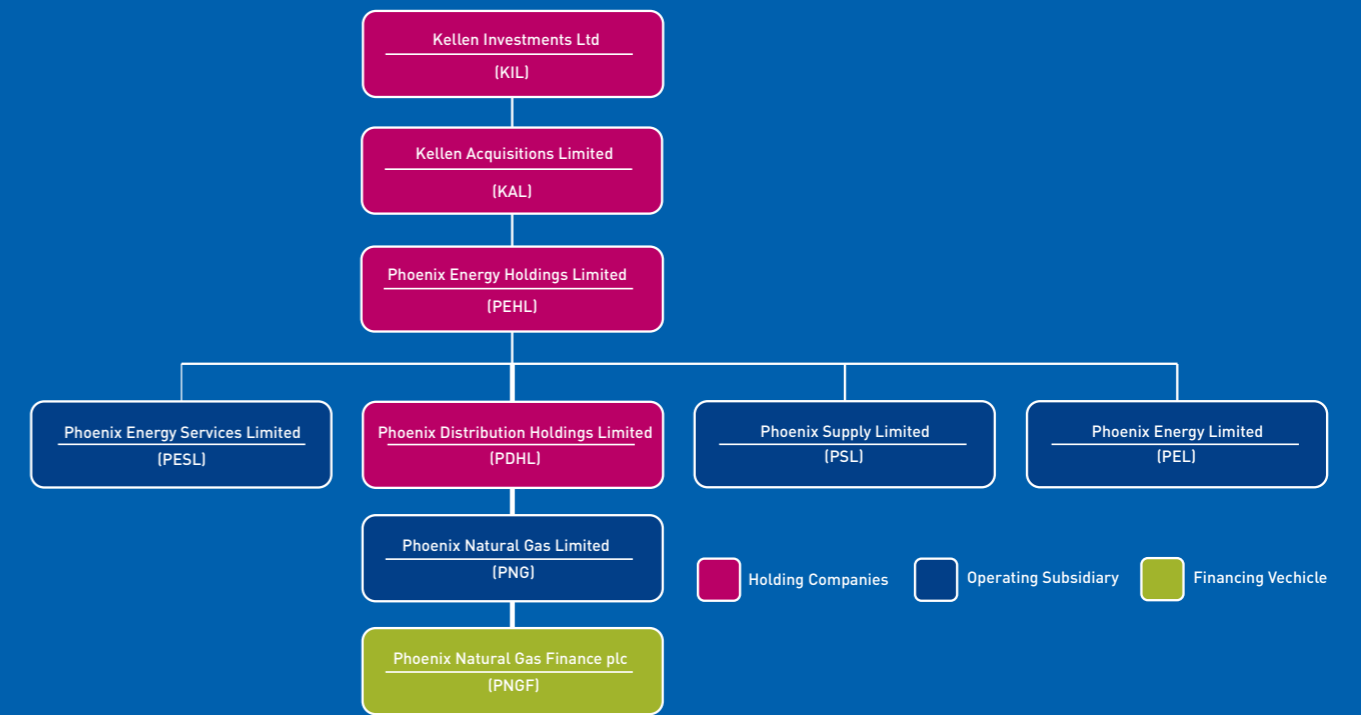 Kellen Investments Ltd
(KIL)
Kellen Acquisitions Limited
(KAL)
Phoenix Energy Holdings Limited
(PEHL)
Phoenix Energy Services Limited
(PESL)
Phoenix Distribution Holdings Limited
(PDHL)
Phoenix Supply Limited
(PSL)
Phoenix Energy Limited
(PEL)
Phoenix Natural Gas Limited
(PNG)
Holding Companies
Operating Subsidiary
Financing Vechicle
Phoenix Natural Gas Finance plc
(PNGF)